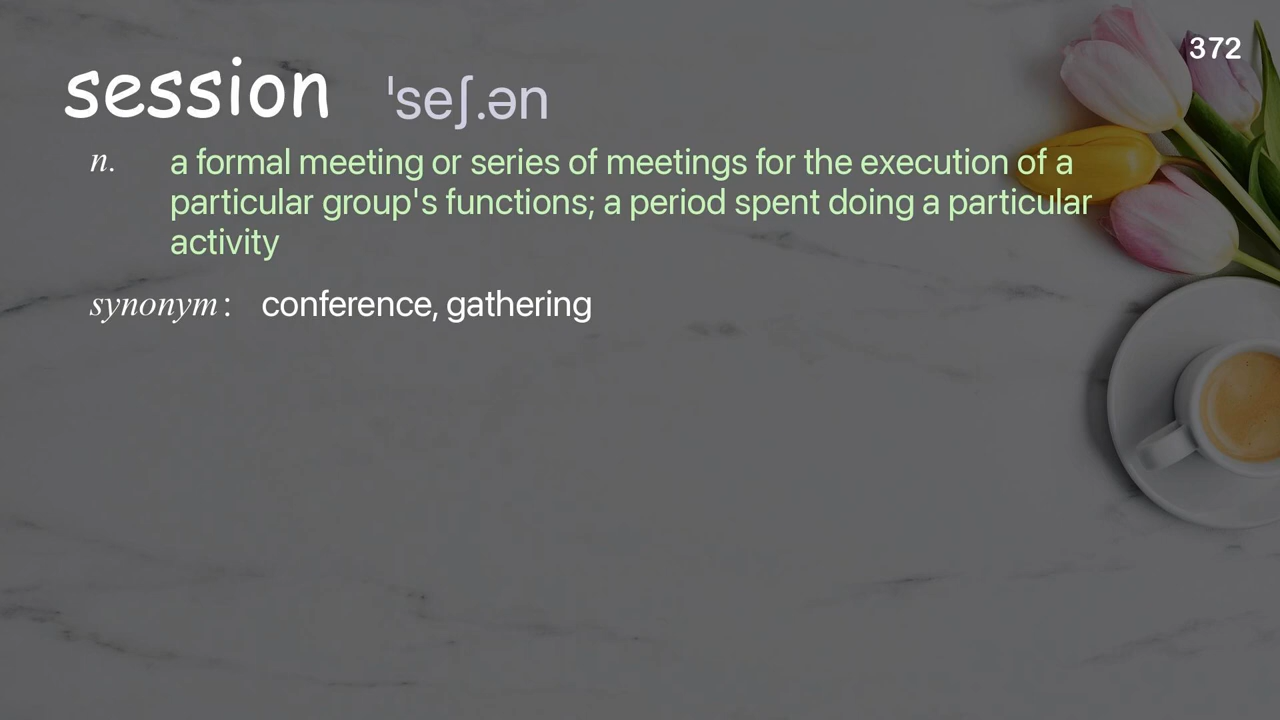 372
session ˈseʃ.ən
n. a formal meeting or series of meetings for the execution of a
particular group's functions; a period spent doing a particular
activity
synonym: conference, gathering